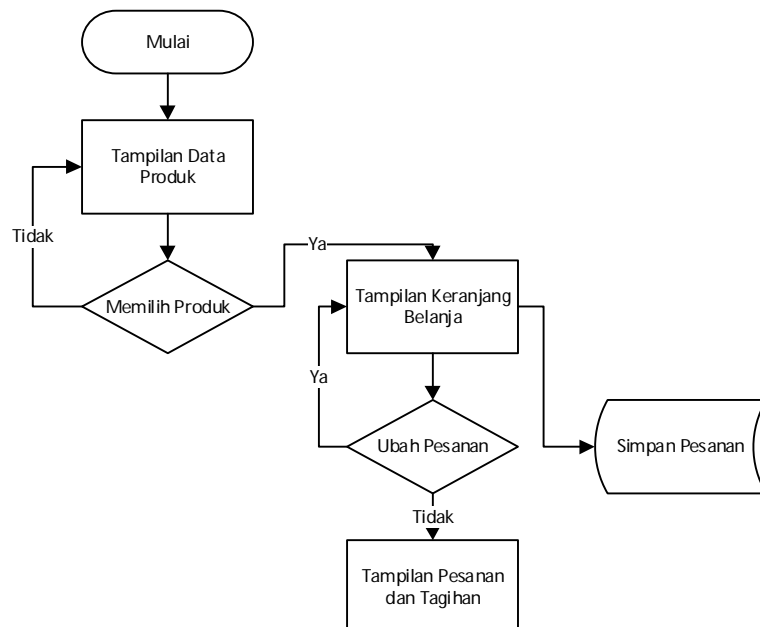 Mulai
Tampilan Data
Produk
Tidak
Memilih Produk
Ya
Tampilan Keranjang
Belanja
Ya
Ubah Pesanan
Simpan Pesanan
Tidak
Tampilan Pesanan
dan Tagihan